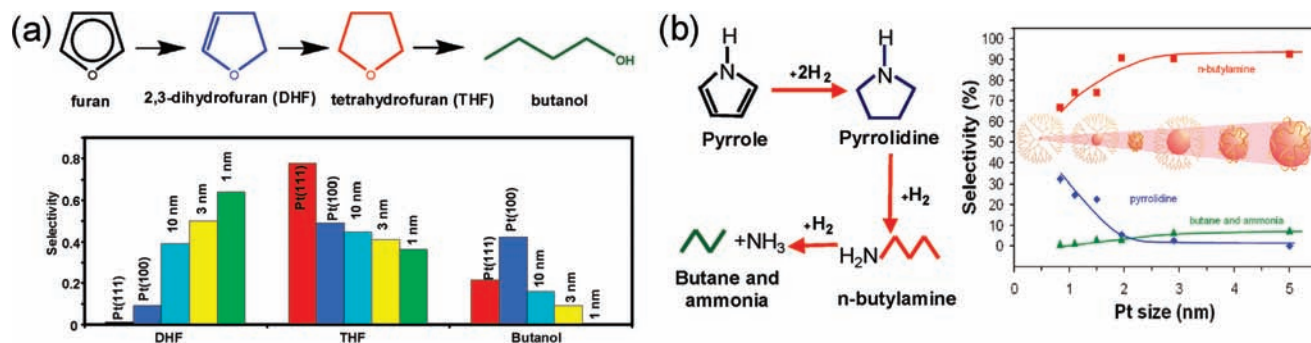 (a)
O
furan
O
2,3-dihydrofuran (DHF)
O
tetrahydrofuran (THF)
OH
butanol
Selectivity
0.8
0.6
0.4
0.2
0
Pt(111)
Pt(100)
10 nm
3 nm
1 nm
DHF
Pt(111)
Pt(100)
10 nm
3 nm
1 nm
THF
Pt(111)
Pt(100)
10 nm
3 nm
1 nm
Butanol
(b)
H
N
Pyrrole
+2H2
H
N
Pyrrolidine
+H2
H2N
n-butylamine
+H2
+NH3
Butane and
ammonia
Selectivity (%)
100
90
80
70
60
50
40
30
20
10
0
n-butylamine
pyrrolidine
butane and ammonia
0
1
2
3
4
5
Pt size (nm)